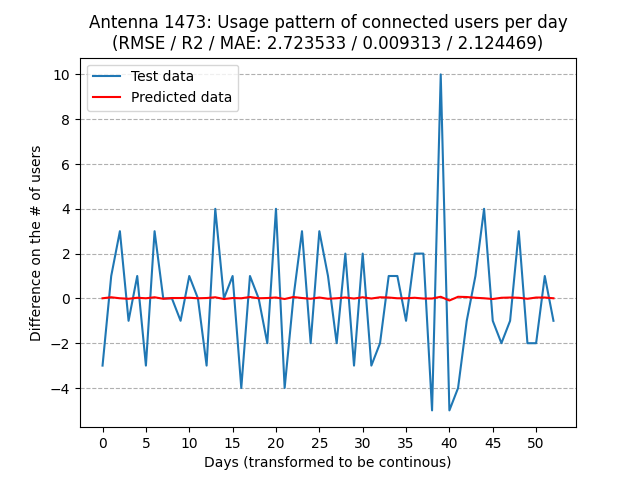 Antenna 1473: Usage pattern of connected users per day
(RMSE / R2 / MAE: 2.723533 / 0.009313 / 2.124469)
Test data
Predicted data
Difference on the # of users
10
8
6
4
2
0
−2
−4
0 5 10 15 20 25 30 35 40 45 50
Days (transformed to be continous)